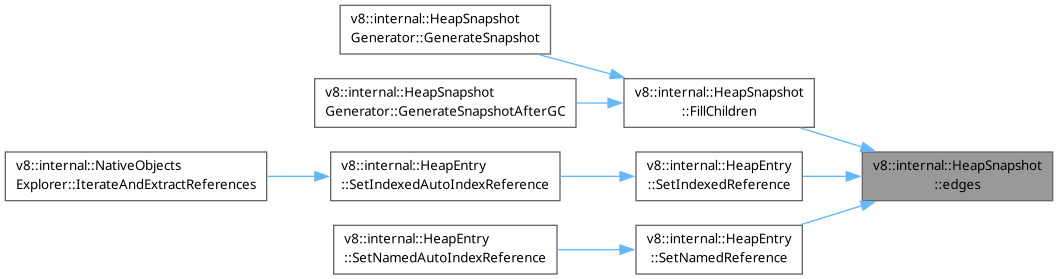 v8::internal::HeapSnapshot
Generator::GenerateSnapshot
v8::internal::HeapSnapshot
Generator::GenerateSnapshotAfterGC
v8::internal::HeapSnapshot
::FillChildren
v8::internal::NativeObjects
Explorer::IterateAndExtractReferences
v8::internal::HeapEntry
::SetIndexedAutoIndexReference
v8::internal::HeapEntry
::SetIndexedReference
v8::internal::HeapSnapshot
::edges
v8::internal::HeapEntry
::SetNamedAutoIndexReference
v8::internal::HeapEntry
::SetNamedReference